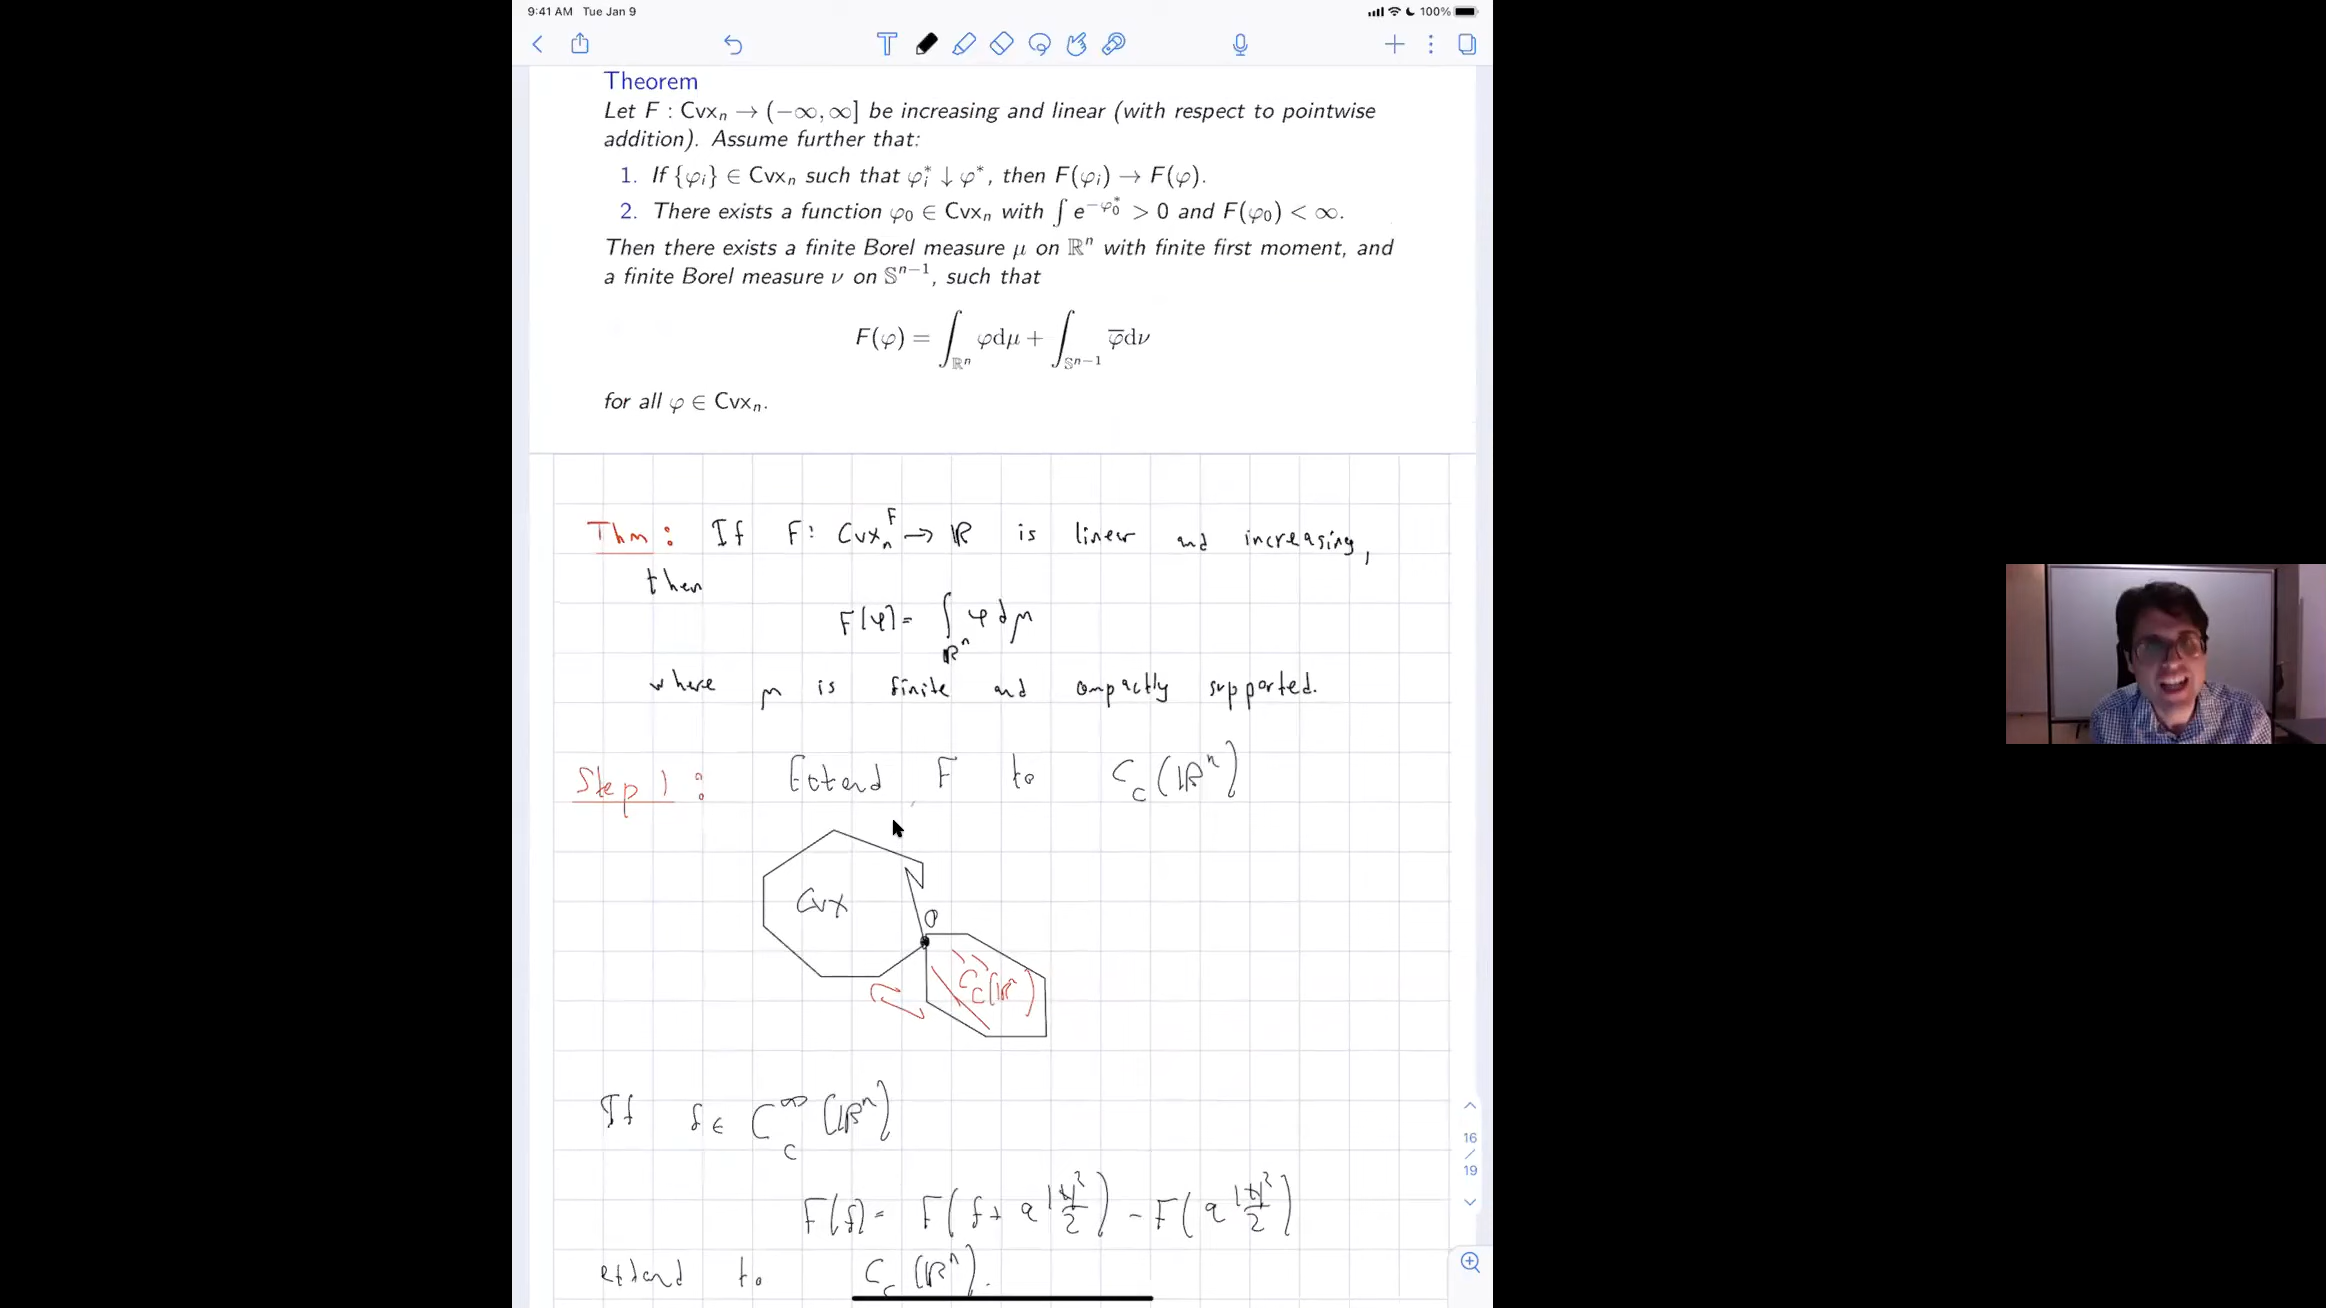 9:41 AM Tue Jan 9
100%
Theorem
Let F : Cvxₙ → (−∞, ∞] be increasing and linear (with respect to pointwise
addition). Assume further that:
1. If {φᵢ} ∈ Cvxₙ such that φᵢ* ↓ φ*, then F(φᵢ) → F(φ).
2. There exists a function φ₀ ∈ Cvxₙ with ∫ e^{−φ₀*} > 0 and F(φ₀) < ∞.
Then there exists a finite Borel measure μ on ℝⁿ with finite first moment, and
a finite Borel measure ν on 𝕊ⁿ⁻¹, such that
F(φ) = ∫_{ℝⁿ} φdμ + ∫_{𝕊ⁿ⁻¹} φ̅dν
for all φ ∈ Cvxₙ.
Thm: If F: Cvxₙ^F → ℝ is linear and increasing,
then
F(φ) = ∫_{ℝⁿ} φ dμ
where μ is finite and compactly supported.
Step 1: Extend F to C_c(ℝⁿ)
Cvx
0
C_c(ℝⁿ)
If f ∈ C_c^∞(ℝⁿ)
16
/
19
F(f) = F(f + a |x|²/2) − F(a |x|²/2)
extend to C_c(ℝⁿ).